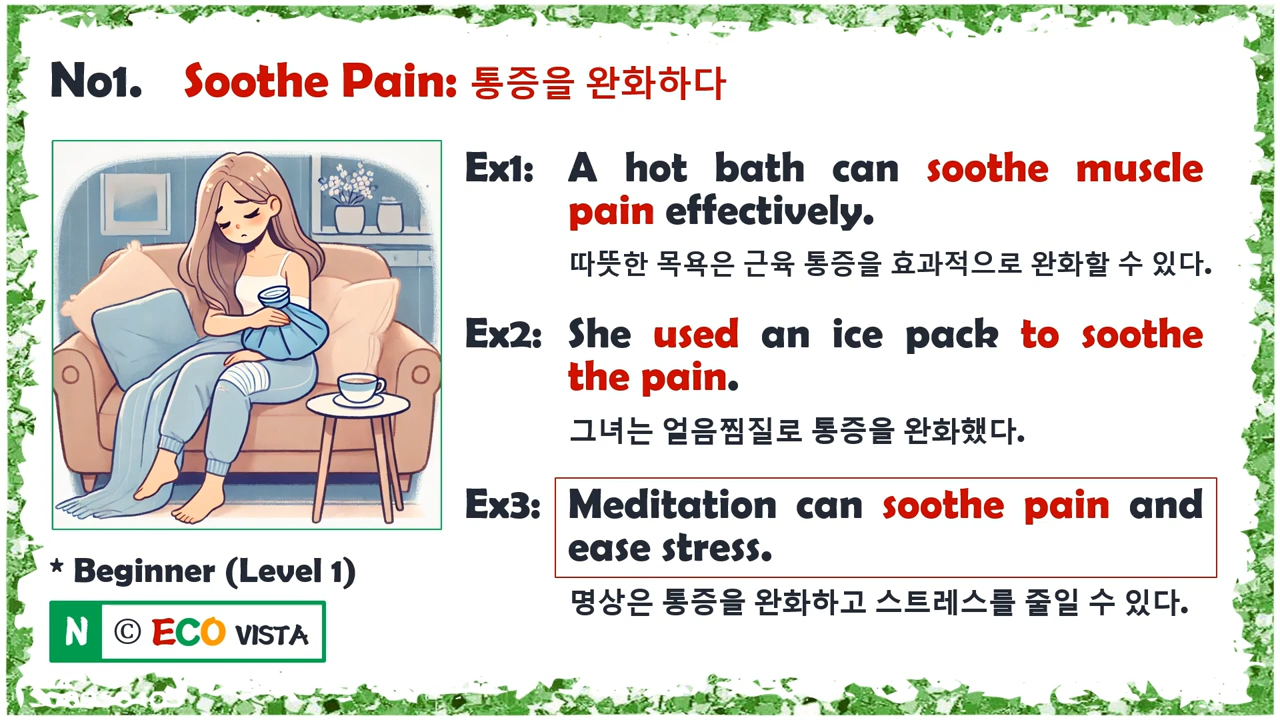 No1. Soothe Pain: 통증을 완화하다
Ex1: A hot bath can soothe muscle
pain effectively.
따뜻한 목욕은 근육 통증을 효과적으로 완화할 수 있다.
Ex2: She used an ice pack to soothe
the pain.
그녀는 얼음찜질로 통증을 완화했다.
Ex3: Meditation can soothe pain and
ease stress.
명상은 통증을 완화하고 스트레스를 줄일 수 있다.
* Beginner (Level 1)
N © ECO VISTA